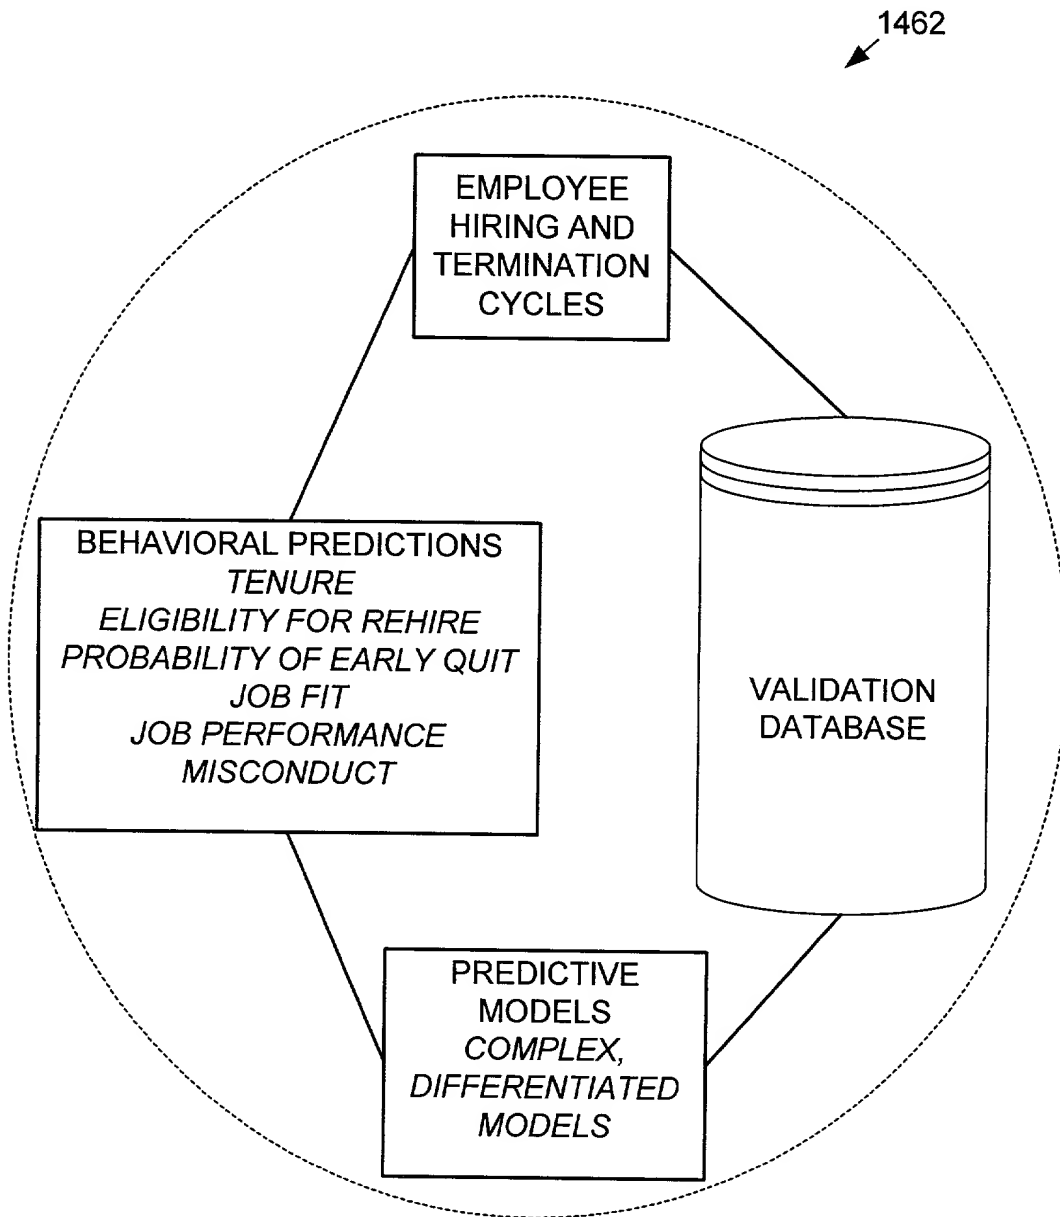 1462
EMPLOYEE
HIRING AND
TERMINATION
CYCLES
BEHAVIORAL PREDICTIONS
TENURE
ELIGIBILITY FOR REHIRE
PROBABILITY OF EARLY QUIT
JOB FIT
JOB PERFORMANCE
MISCONDUCT
VALIDATION
DATABASE
PREDICTIVE
MODELS
COMPLEX,
DIFFERENTIATED
MODELS